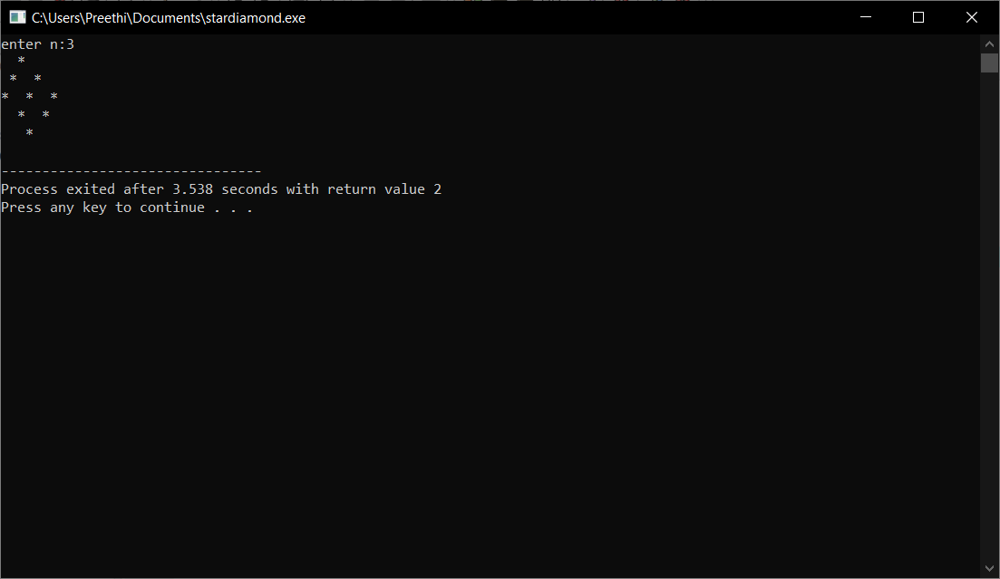 C:\Users\Preethi\Documents\stardiamond.exe
enter n:3
  *
 *  *
*  *  *
  *  *
   *
--------------------------------
Process exited after 3.538 seconds with return value 2
Press any key to continue . . .